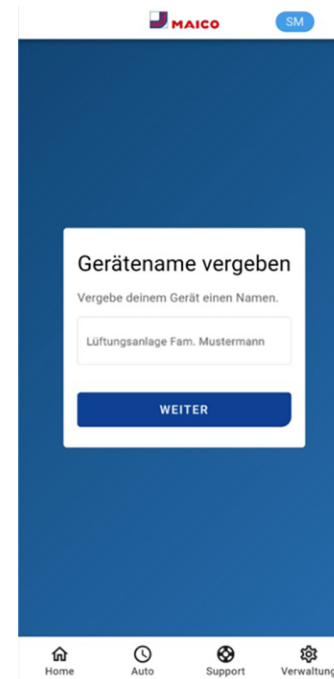 MAICO
SM
Gerätename vergeben
Vergebe deinem Gerät einen Namen.
Lüftungsanlage Fam. Mustermann
WEITER
Home Auto Support Verwaltung